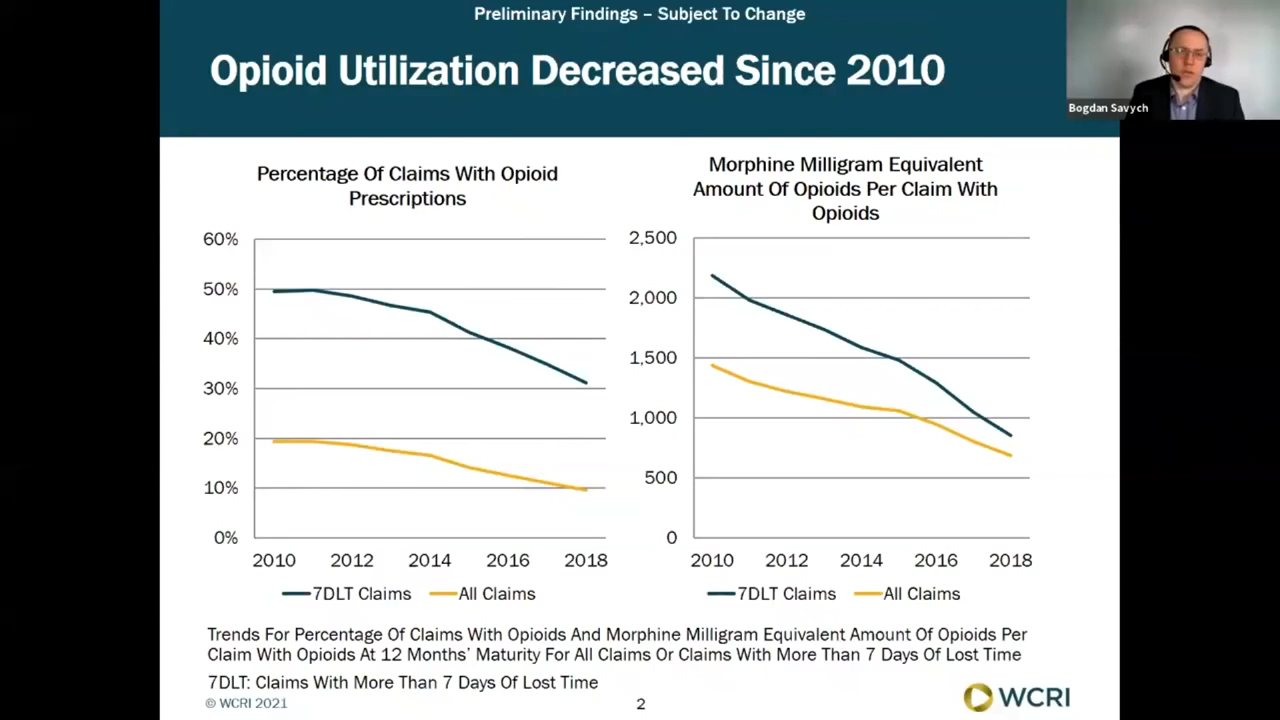 Preliminary Findings – Subject To Change
Opioid Utilization Decreased Since 2010
Bogdan Savych
Percentage Of Claims With Opioid
Prescriptions
60%
50%
40%
30%
20%
10%
0%
2010 2012 2014 2016 2018
7DLT Claims All Claims
Morphine Milligram Equivalent
Amount Of Opioids Per Claim With
Opioids
2,500
2,000
1,500
1,000
500
0
2010 2012 2014 2016 2018
7DLT Claims All Claims
Trends For Percentage Of Claims With Opioids And Morphine Milligram Equivalent Amount Of Opioids Per
Claim With Opioids At 12 Months’ Maturity For All Claims Or Claims With More Than 7 Days Of Lost Time
7DLT: Claims With More Than 7 Days Of Lost Time
© WCRI 2021
2
WCRI